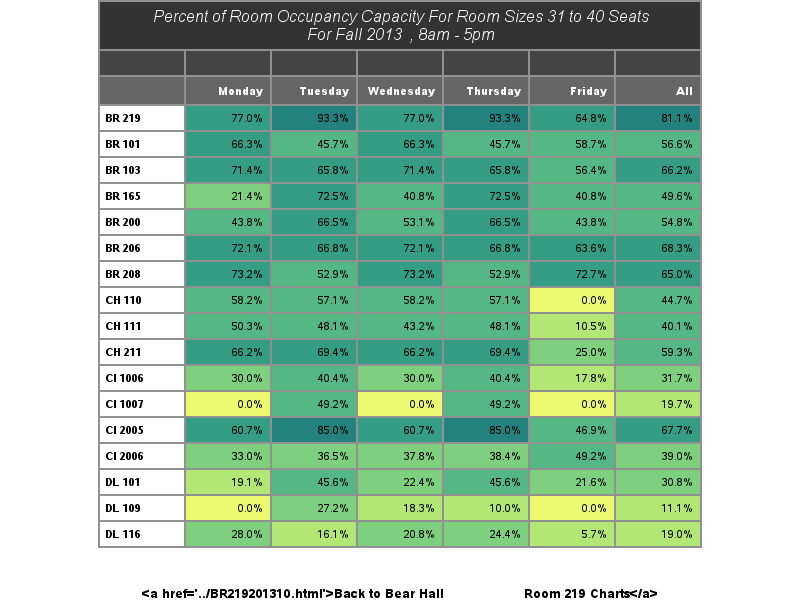 Percent of Room Occupancy Capacity For Room Sizes 31 to 40 Seats
For Fall 2013 , 8am - 5pm
Monday Tuesday Wednesday Thursday Friday All
BR 219 77.0% 93.3% 77.0% 93.3% 64.8% 81.1%
BR 101 66.3% 45.7% 66.3% 45.7% 58.7% 56.6%
BR 103 71.4% 65.8% 71.4% 65.8% 56.4% 66.2%
BR 165 21.4% 72.5% 40.8% 72.5% 40.8% 49.6%
BR 200 43.8% 66.5% 53.1% 66.5% 43.8% 54.8%
BR 206 72.1% 66.8% 72.1% 66.8% 63.6% 68.3%
BR 208 73.2% 52.9% 73.2% 52.9% 72.7% 65.0%
CH 110 58.2% 57.1% 58.2% 57.1% 0.0% 44.7%
CH 111 50.3% 48.1% 43.2% 48.1% 10.5% 40.1%
CH 211 66.2% 69.4% 66.2% 69.4% 25.0% 59.3%
CI 1006 30.0% 40.4% 30.0% 40.4% 17.8% 31.7%
CI 1007 0.0% 49.2% 0.0% 49.2% 0.0% 19.7%
CI 2005 60.7% 85.0% 60.7% 85.0% 46.9% 67.7%
CI 2006 33.0% 36.5% 37.8% 38.4% 49.2% 39.0%
DL 101 19.1% 45.6% 22.4% 45.6% 21.6% 30.8%
DL 109 0.0% 27.2% 18.3% 10.0% 0.0% 11.1%
DL 116 28.0% 16.1% 20.8% 24.4% 5.7% 19.0%
<a href='../BR219201310.html'>Back to Bear Hall Room 219 Charts</a>